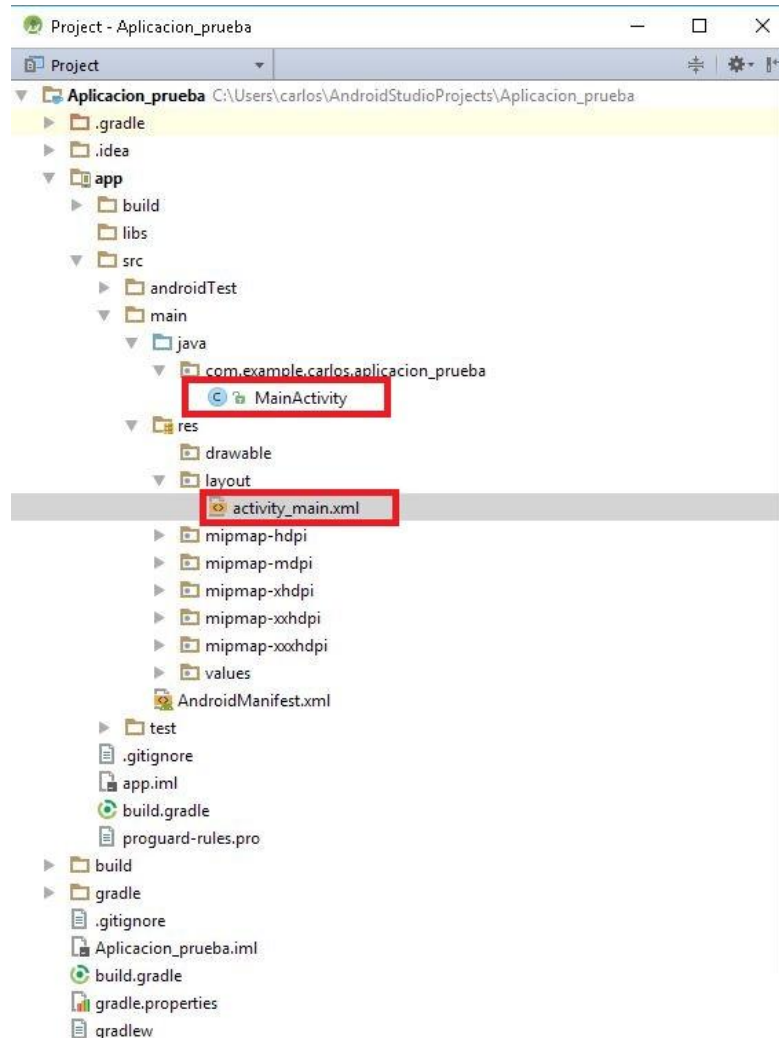 Project - Aplicacion_prueba
Project
Aplicacion_prueba C:\Users\carlos\AndroidStudioProjects\Aplicacion_prueba
.gradle
.idea
app
build
libs
src
androidTest
main
java
com.example.carlos.aplicacion_prueba
MainActivity
res
drawable
layout
activity_main.xml
mipmap-hdpi
mipmap-mdpi
mipmap-xhdpi
mipmap-xxhdpi
mipmap-xxxhdpi
values
AndroidManifest.xml
test
.gitignore
app.iml
build.gradle
proguard-rules.pro
build
gradle
.gitignore
Aplicacion_prueba.iml
build.gradle
gradle.properties
gradlew